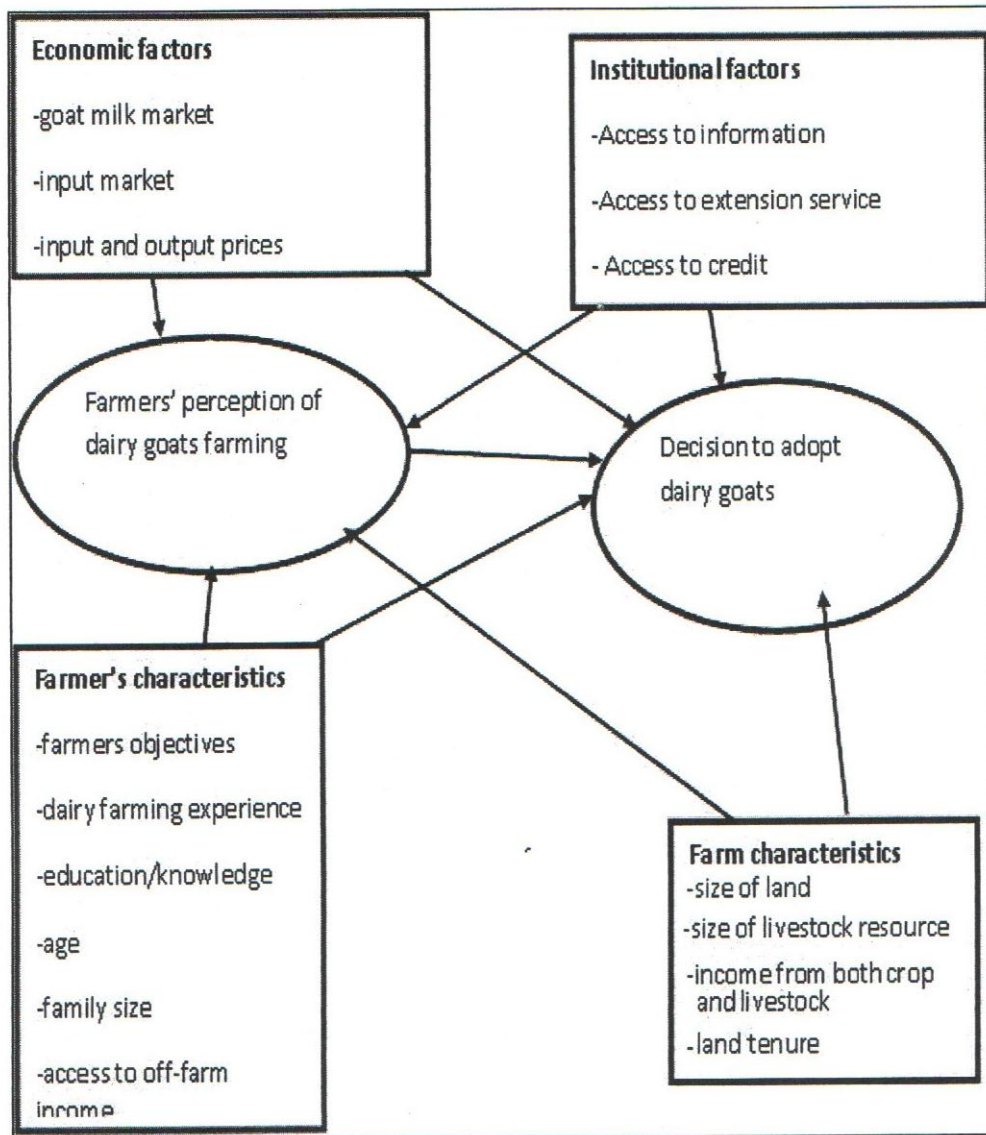 Economic factors
-goat milk market
-input market
-input and output prices
Institutional factors
-Access to information
-Access to extension service
- Access to credit
Farmers' perception of
dairy goats farming
Decision to adopt
dairy goats
Farmer's characteristics
-farmers objectives
-dairy farming experience
-education/knowledge
-age
-family size
-access to off-farm
income
Farm characteristics
-size of land
-size of livestock resource
-income from both crop
and livestock
-land tenure